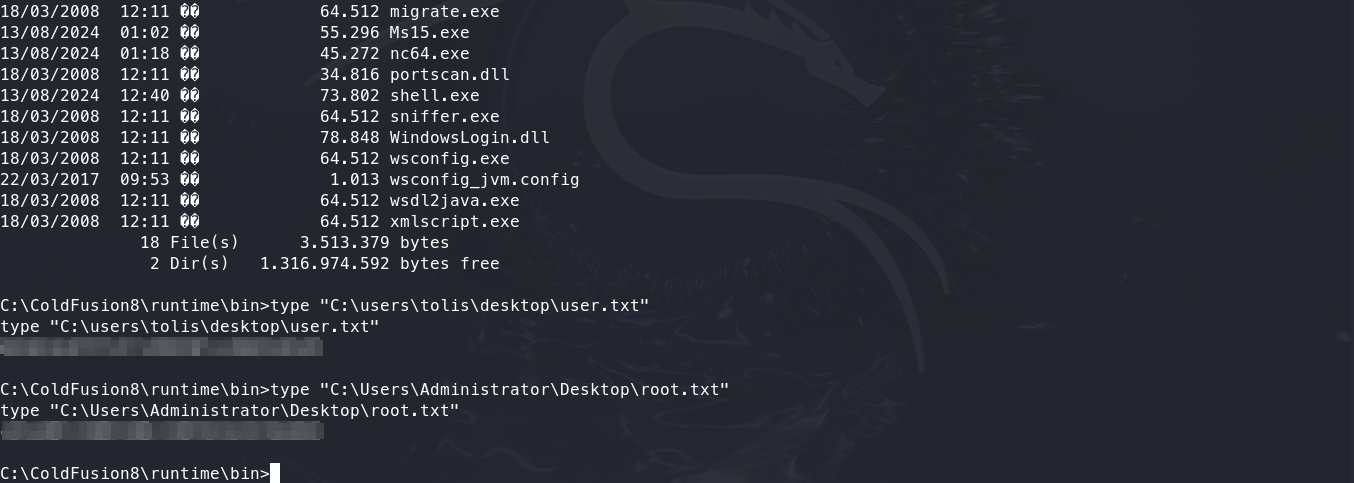 18/03/2008  12:11 ��            64.512 migrate.exe
13/08/2024  01:02 ��            55.296 Ms15.exe
13/08/2024  01:18 ��            45.272 nc64.exe
18/03/2008  12:11 ��            34.816 portscan.dll
13/08/2024  12:40 ��            73.802 shell.exe
18/03/2008  12:11 ��            64.512 sniffer.exe
18/03/2008  12:11 ��            78.848 WindowsLogin.dll
18/03/2008  12:11 ��            64.512 wsconfig.exe
22/03/2017  09:53 ��             1.013 wsconfig_jvm.config
18/03/2008  12:11 ��            64.512 wsdl2java.exe
18/03/2008  12:11 ��            64.512 xmlscript.exe
              18 File(s)      3.513.379 bytes
               2 Dir(s)   1.316.974.592 bytes free
C:\ColdFusion8\runtime\bin>type "C:\users\tolis\desktop\user.txt"
type "C:\users\tolis\desktop\user.txt"
C:\ColdFusion8\runtime\bin>type "C:\Users\Administrator\Desktop\root.txt"
type "C:\Users\Administrator\Desktop\root.txt"
C:\ColdFusion8\runtime\bin>